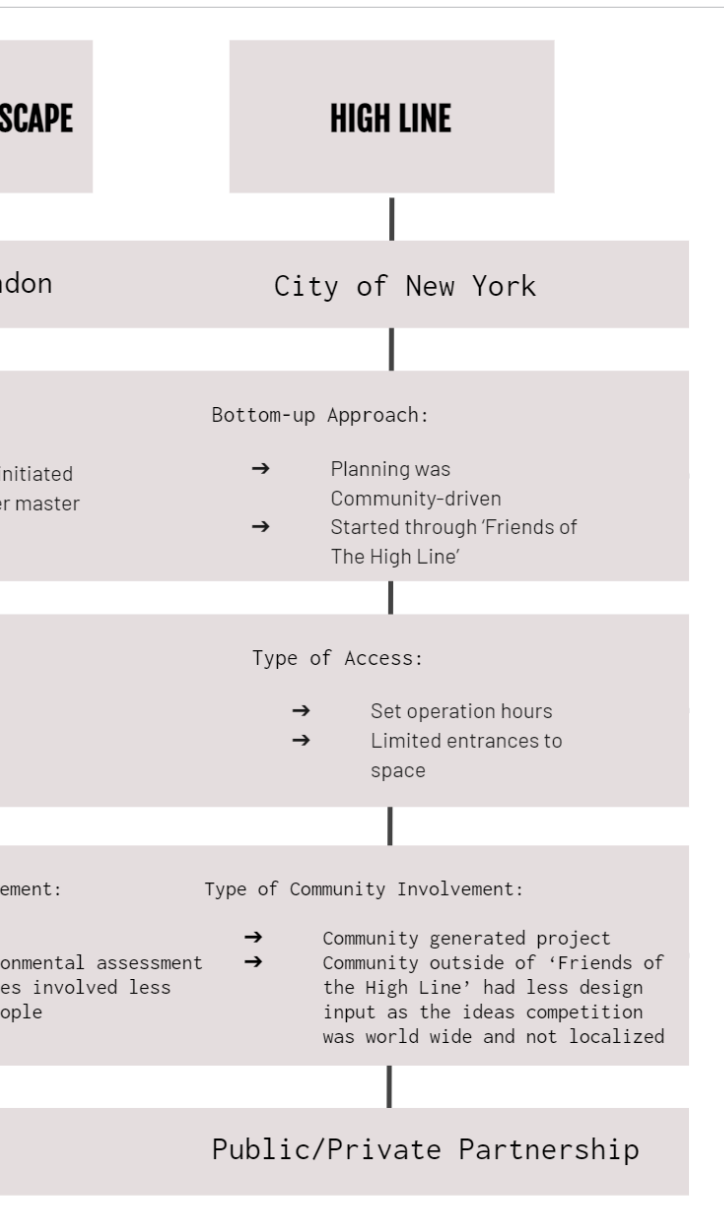 SCAPE
HIGH LINE
ndon
City of New York
initiated
er master
Bottom-up Approach:
➔ Planning was
Community-driven
➔ Started through ‘Friends of
The High Line’
Type of Access:
➔ Set operation hours
➔ Limited entrances to
space
ement:
onmental assessment
es involved less
ople
Type of Community Involvement:
➔ Community generated project
➔ Community outside of ‘Friends of
the High Line’ had less design
input as the ideas competition
was world wide and not localized
Public/Private Partnership